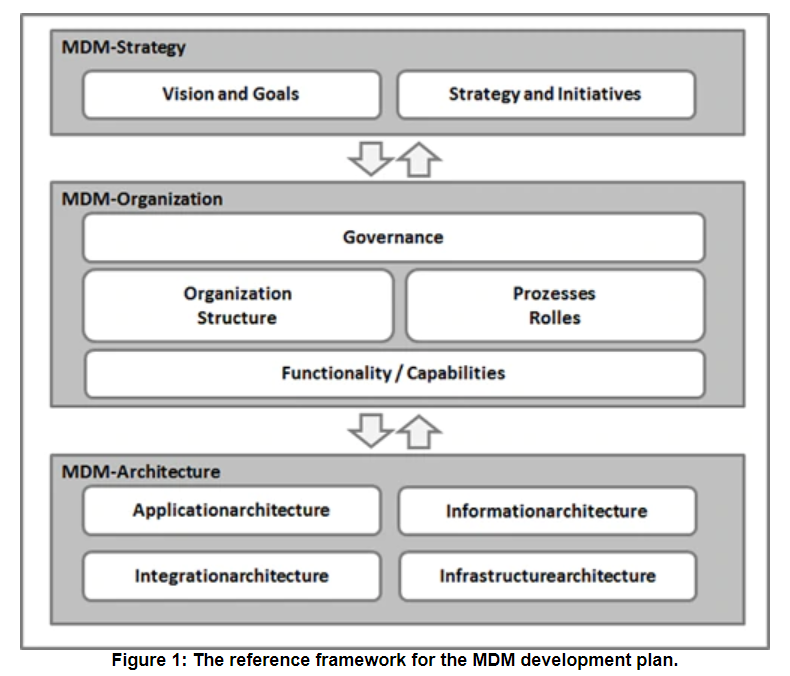 MDM-Strategy
Vision and Goals
Strategy and Initiatives
MDM-Organization
Governance
Organization
Structure
Prozesses
Rolles
Functionality / Capabilities
MDM-Architecture
Applicationarchitecture
Informationarchitecture
Integrationarchitecture
Infrastructurearchitecture
Figure 1: The reference framework for the MDM development plan.